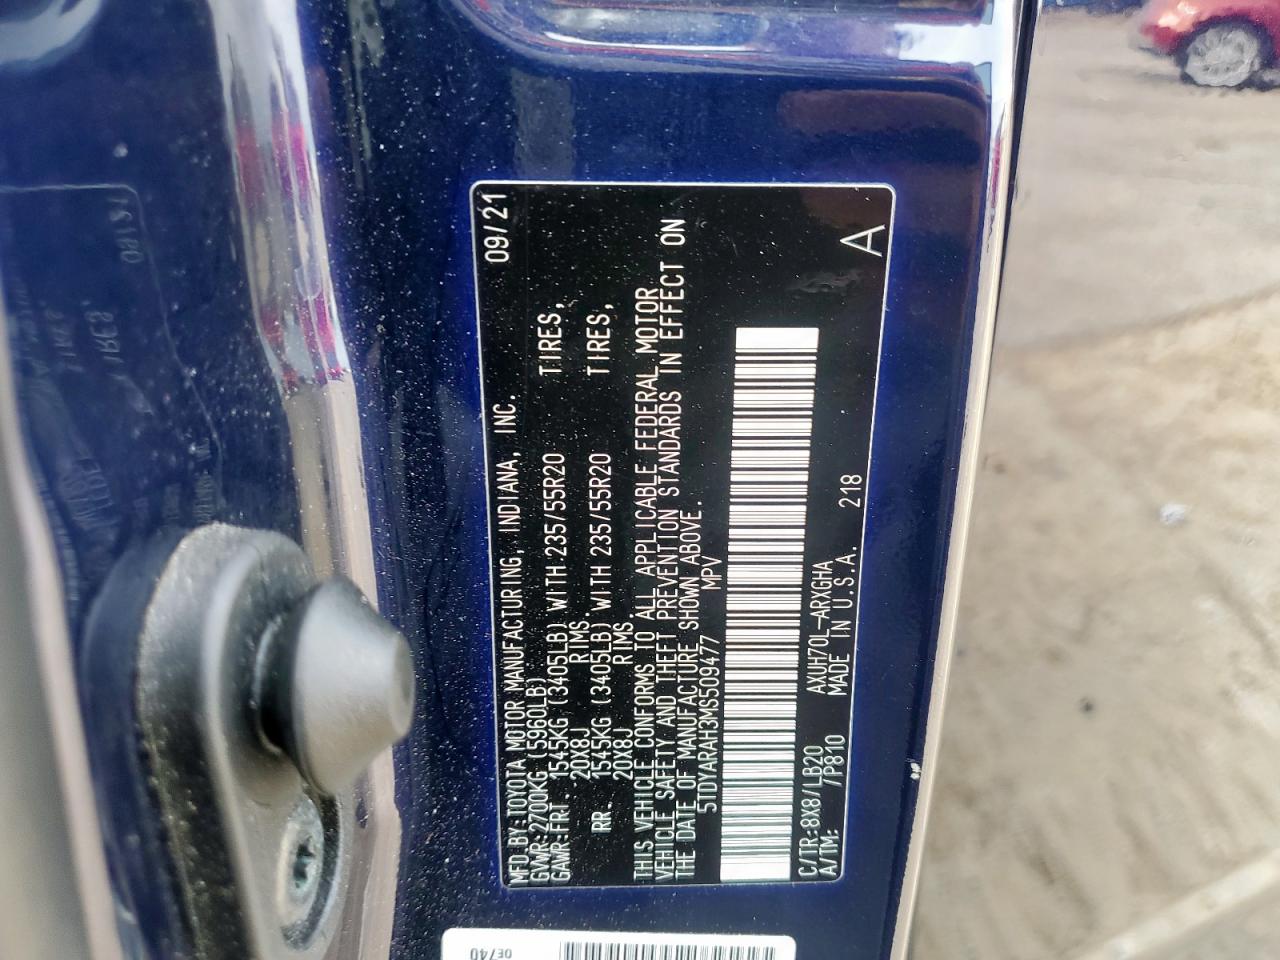 MFD BY: TOYOTA MOTOR MANUFACTURING, INDIANA, INC. 09/21
GVWR: 2700KG (5960LB)
GAWR: FRT. 1545KG (3405LB) WITH 235/55R20 TIRES,
20X8J RIMS.
RR. 1545KG (3405LB) WITH 235/55R20 TIRES,
20X8J RIMS.
THIS VEHICLE CONFORMS TO ALL APPLICABLE FEDERAL MOTOR
VEHICLE SAFETY AND THEFT PREVENTION STANDARDS IN EFFECT ON
THE DATE OF MANUFACTURE SHOWN ABOVE.
5TDYARAH3MS509477 MPV
C/TR: 8X8/LB20 AXUH70L-ARXGHA
A/TM: /P810 MADE IN U.S.A. 218
A
0E740